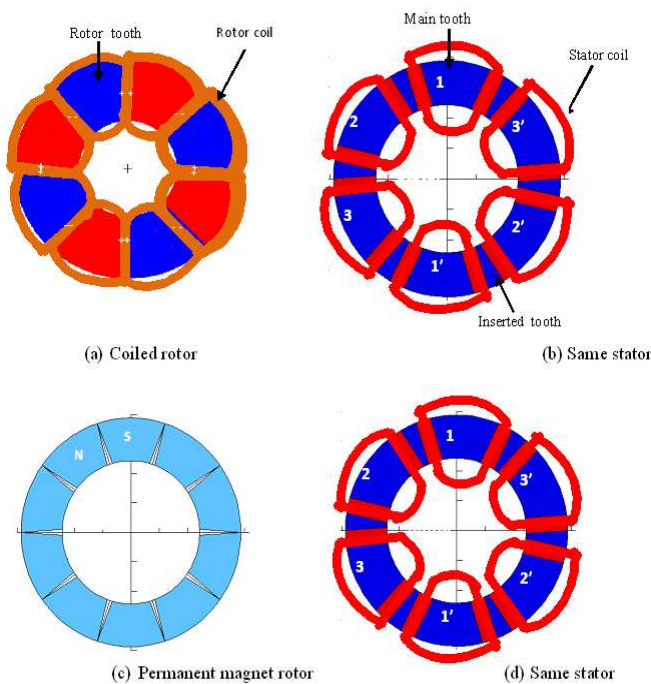 Rotor tooth
Rotor coil
(a) Coiled rotor
Main tooth
Stator coil
1
2
3'
3
2'
1'
Inserted tooth
(b) Same stator
S
N
(c) Permanent magnet rotor
1
2
3'
3
2'
1'
(d) Same stator